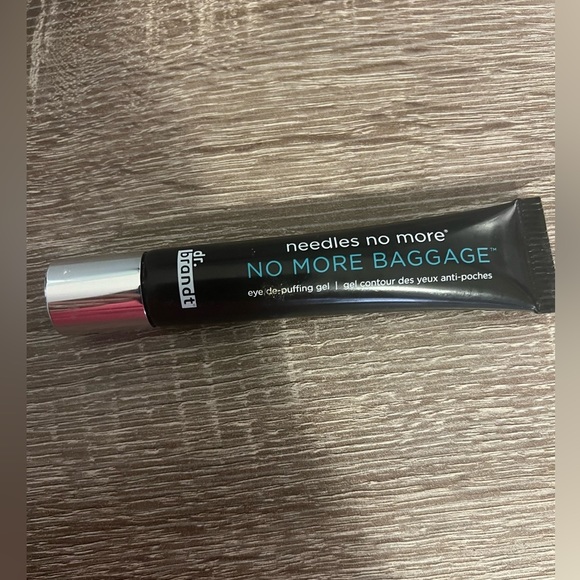 dr.
brandt
needles no more®
NO MORE BAGGAGE™
eye de-puffing gel | gel contour des yeux anti-poches